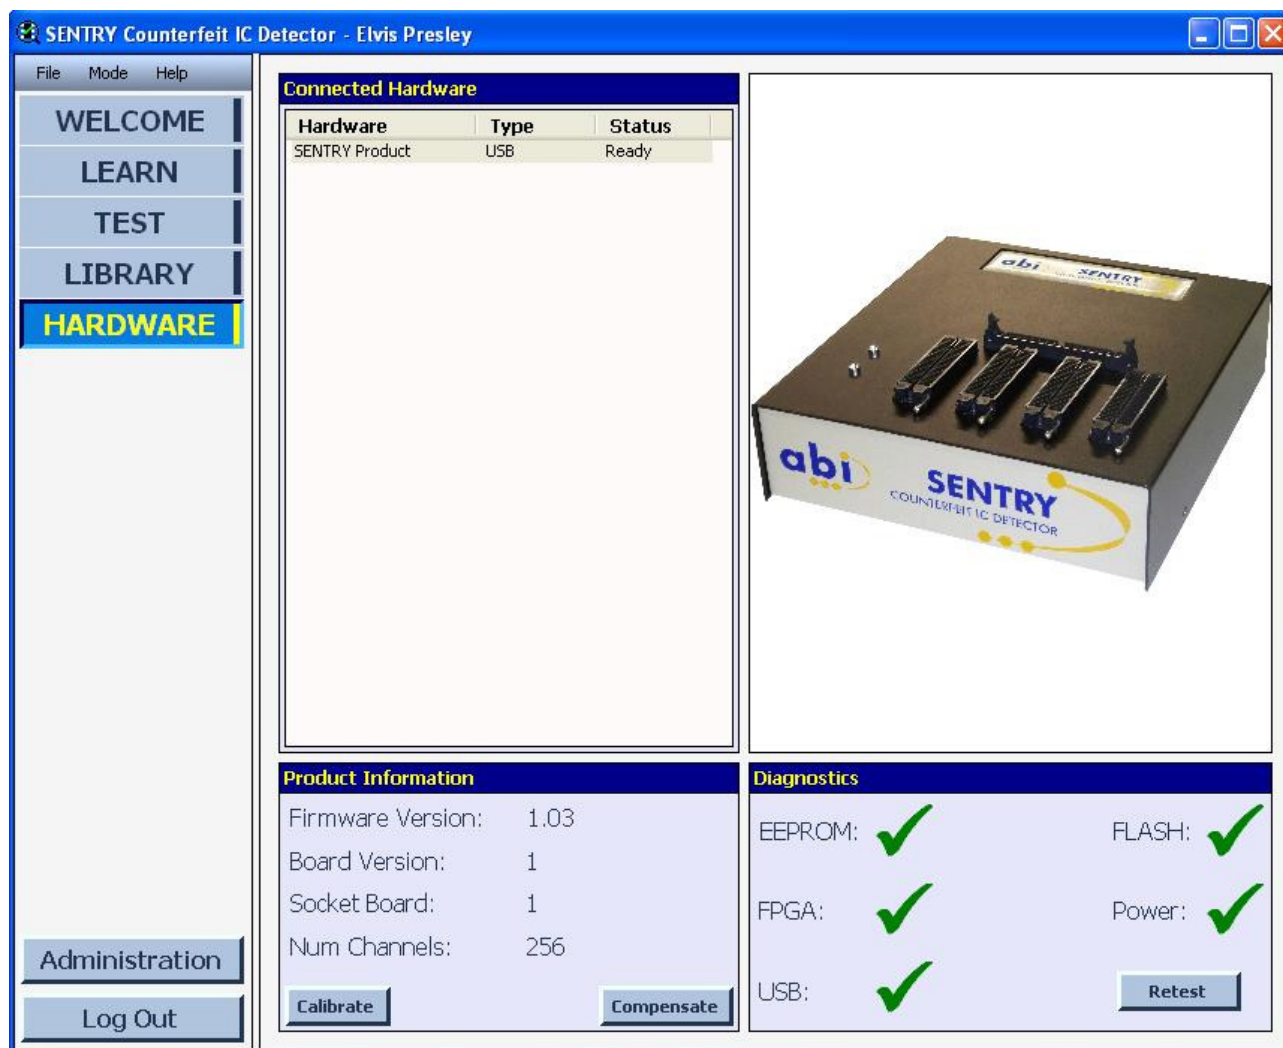 SENTRY Counterfeit IC Detector - Elvis Presley
File Mode Help
WELCOME
LEARN
TEST
LIBRARY
HARDWARE
Administration
Log Out
Connected Hardware
Hardware Type Status
SENTRY Product USB Ready
abi SENTRY
abi SENTRY
COUNTERFEIT IC DETECTOR
Product Information
Firmware Version: 1.03
Board Version: 1
Socket Board: 1
Num Channels: 256
Calibrate Compensate
Diagnostics
EEPROM: FLASH:
FPGA: Power:
USB: Retest